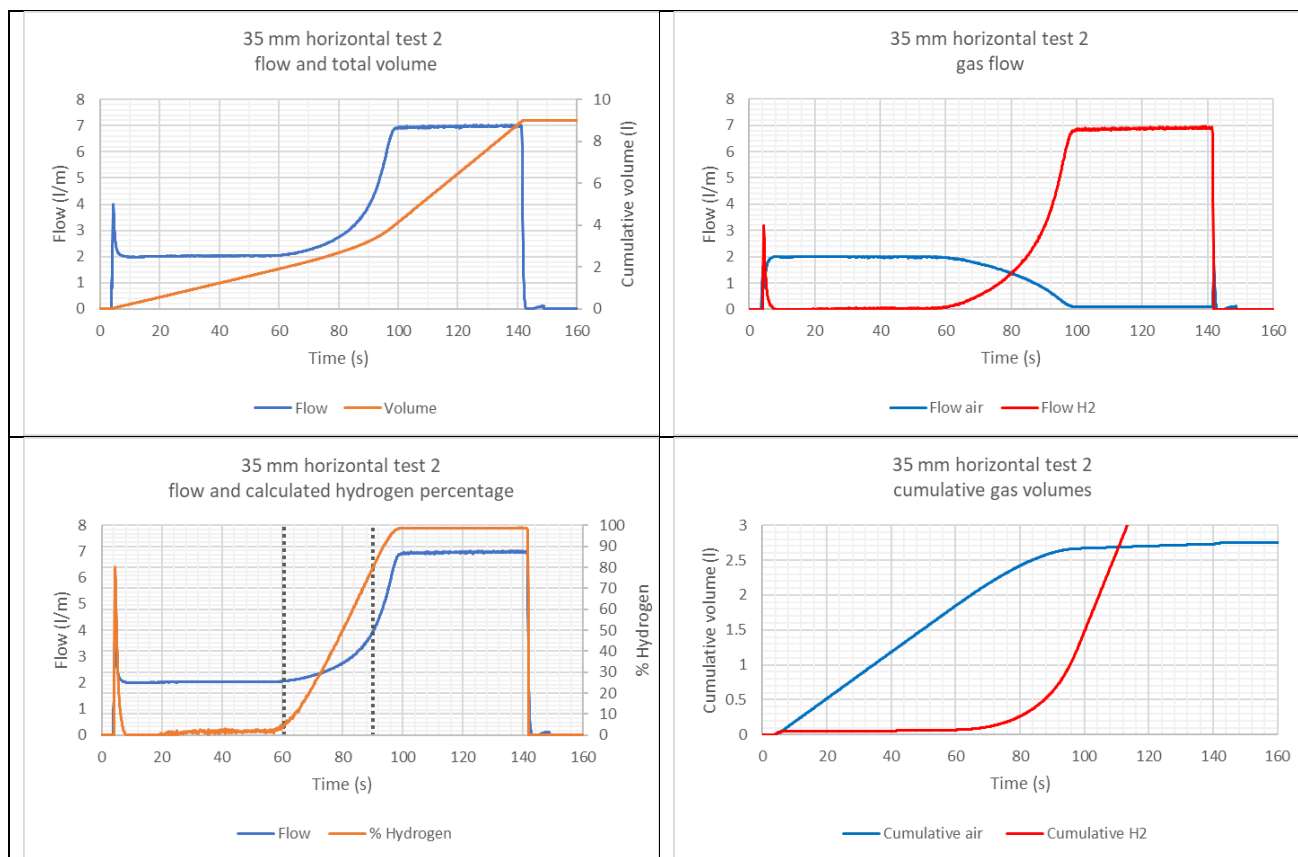 35 mm horizontal test 2
flow and total volume
8
7
6
5
4
3
2
1
0
Flow (l/m)
10
8
6
4
2
0
Cumulative volume (l)
0 20 40 60 80 100 120 140 160
Time (s)
Flow Volume
35 mm horizontal test 2
gas flow
8
7
6
5
4
3
2
1
0
Flow (l/m)
0 20 40 60 80 100 120 140 160
Time (s)
Flow air Flow H2
35 mm horizontal test 2
flow and calculated hydrogen percentage
8
7
6
5
4
3
2
1
0
Flow (l/m)
100
90
80
70
60
50
40
30
20
10
0
% Hydrogen
0 20 40 60 80 100 120 140 160
Time (s)
Flow % Hydrogen
35 mm horizontal test 2
cumulative gas volumes
3
2.5
2
1.5
1
0.5
0
Cumulative volume (l)
0 20 40 60 80 100 120 140 160
Time (s)
Cumulative air Cumulative H2